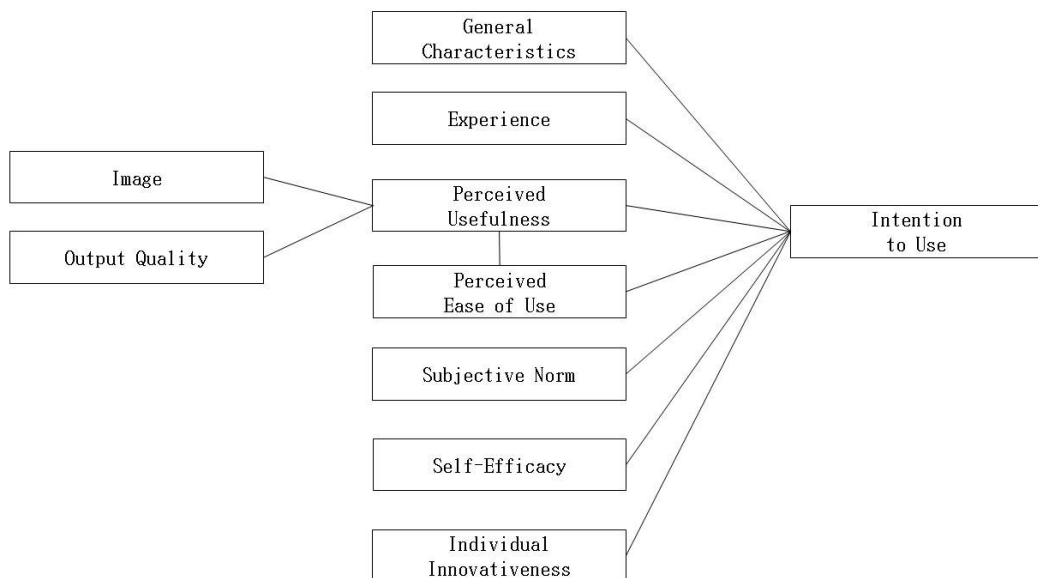 General
Characteristics
Experience
Image
Perceived
Usefulness
Intention
to Use
Output Quality
Perceived
Ease of Use
Subjective Norm
Self-Efficacy
Individual
Innovativeness